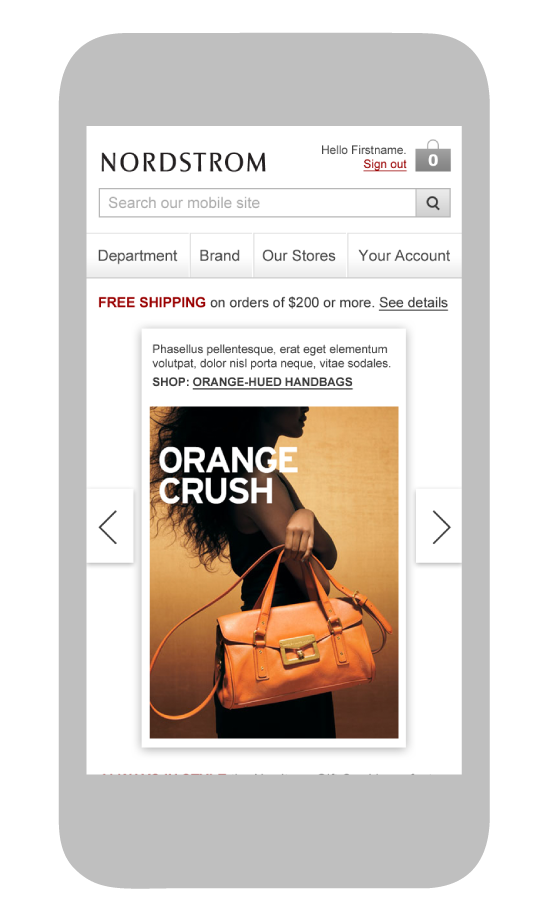 NORDSTROM
Hello Firstname.
Sign out
0
Search our mobile site
Department Brand Our Stores Your Account
FREE SHIPPING on orders of $200 or more. See details
Phasellus pellentesque, erat eget elementum
volutpat, dolor nisl porta neque, vitae sodales.
SHOP: ORANGE-HUED HANDBAGS
ORANGE
CRUSH